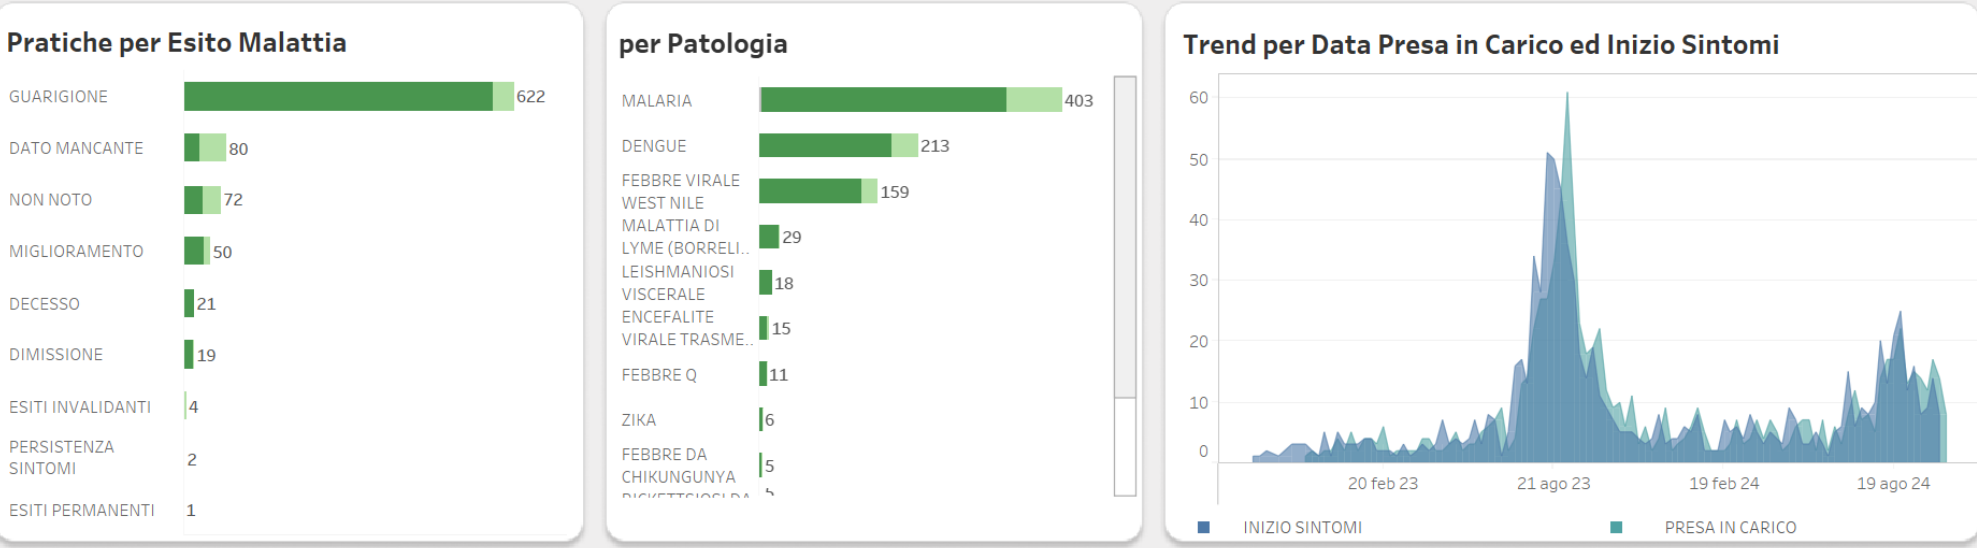 Pratiche per Esito Malattia
GUARIGIONE 622
DATO MANCANTE 80
NON NOTO 72
MIGLIORAMENTO 50
DECESSO 21
DIMISSIONE 19
ESITI INVALIDANTI 4
PERSISTENZA
SINTOMI 2
ESITI PERMANENTI 1
per Patologia
MALARIA 403
DENGUE 213
FEBBRE VIRALE
WEST NILE 159
MALATTIA DI
LYME (BORRELI.. 29
LEISHMANIOSI
VISCERALE 18
ENCEFALITE
VIRALE TRASME.. 15
FEBBRE Q 11
ZIKA 6
FEBBRE DA
CHIKUNGUNYA 5
Trend per Data Presa in Carico ed Inizio Sintomi
60
50
40
30
20
10
0
20 feb 23 21 ago 23 19 feb 24 19 ago 24
INIZIO SINTOMI PRESA IN CARICO